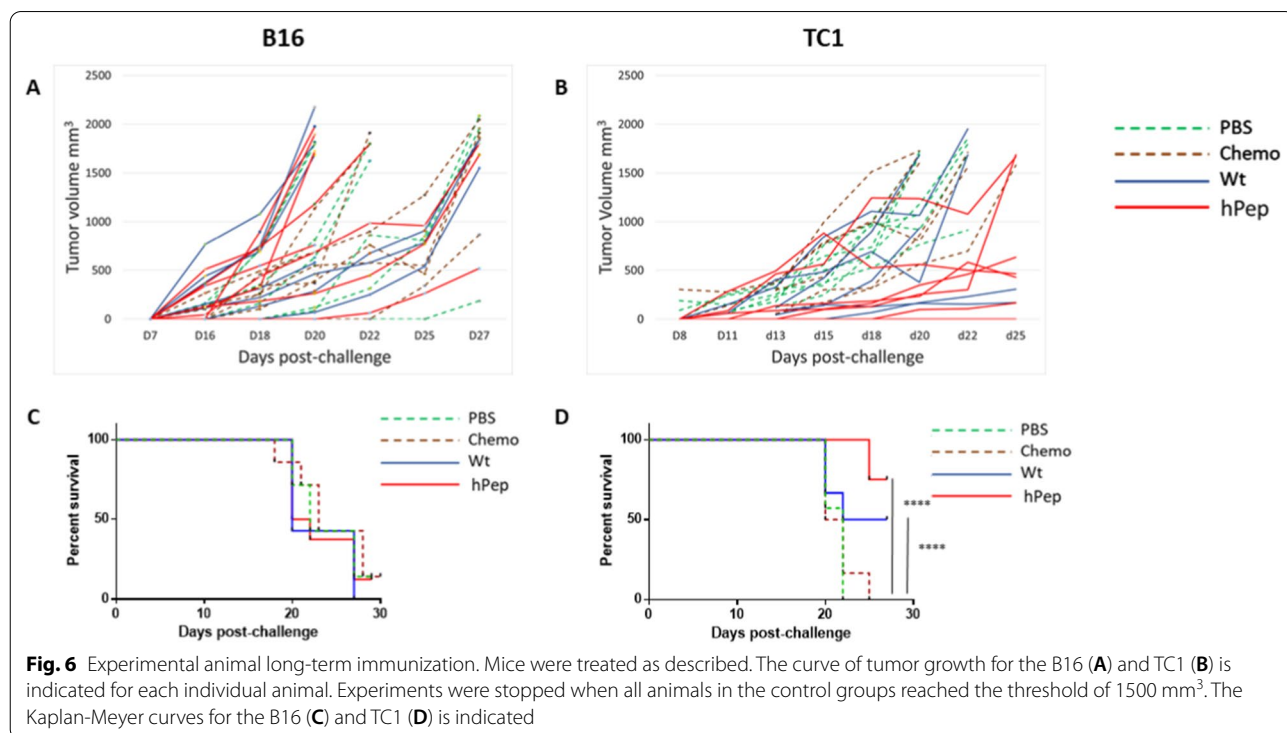 B16
TC1
A
2500
2000
1500
1000
500
0
Tumor volume mm³
D7 D16 D18 D20 D22 D25 D27
Days post-challenge
B
2500
2000
1500
1000
500
0
Tumor Volume mm³
D8 D11 d13 d15 d18 d20 d22 d25
Days post-challenge
PBS
Chemo
Wt
hPep
C
100
50
0
Percent survival
0 10 20 30
Days post-challenge
PBS
Chemo
Wt
hPep
D
100
50
0
Percent survival
0 10 20 30
Days post-challenge
PBS
Chemo
Wt
hPep
****
****
Fig. 6 Experimental animal long-term immunization. Mice were treated as described. The curve of tumor growth for the B16 (A) and TC1 (B) is
indicated for each individual animal. Experiments were stopped when all animals in the control groups reached the threshold of 1500 mm³. The
Kaplan-Meyer curves for the B16 (C) and TC1 (D) is indicated